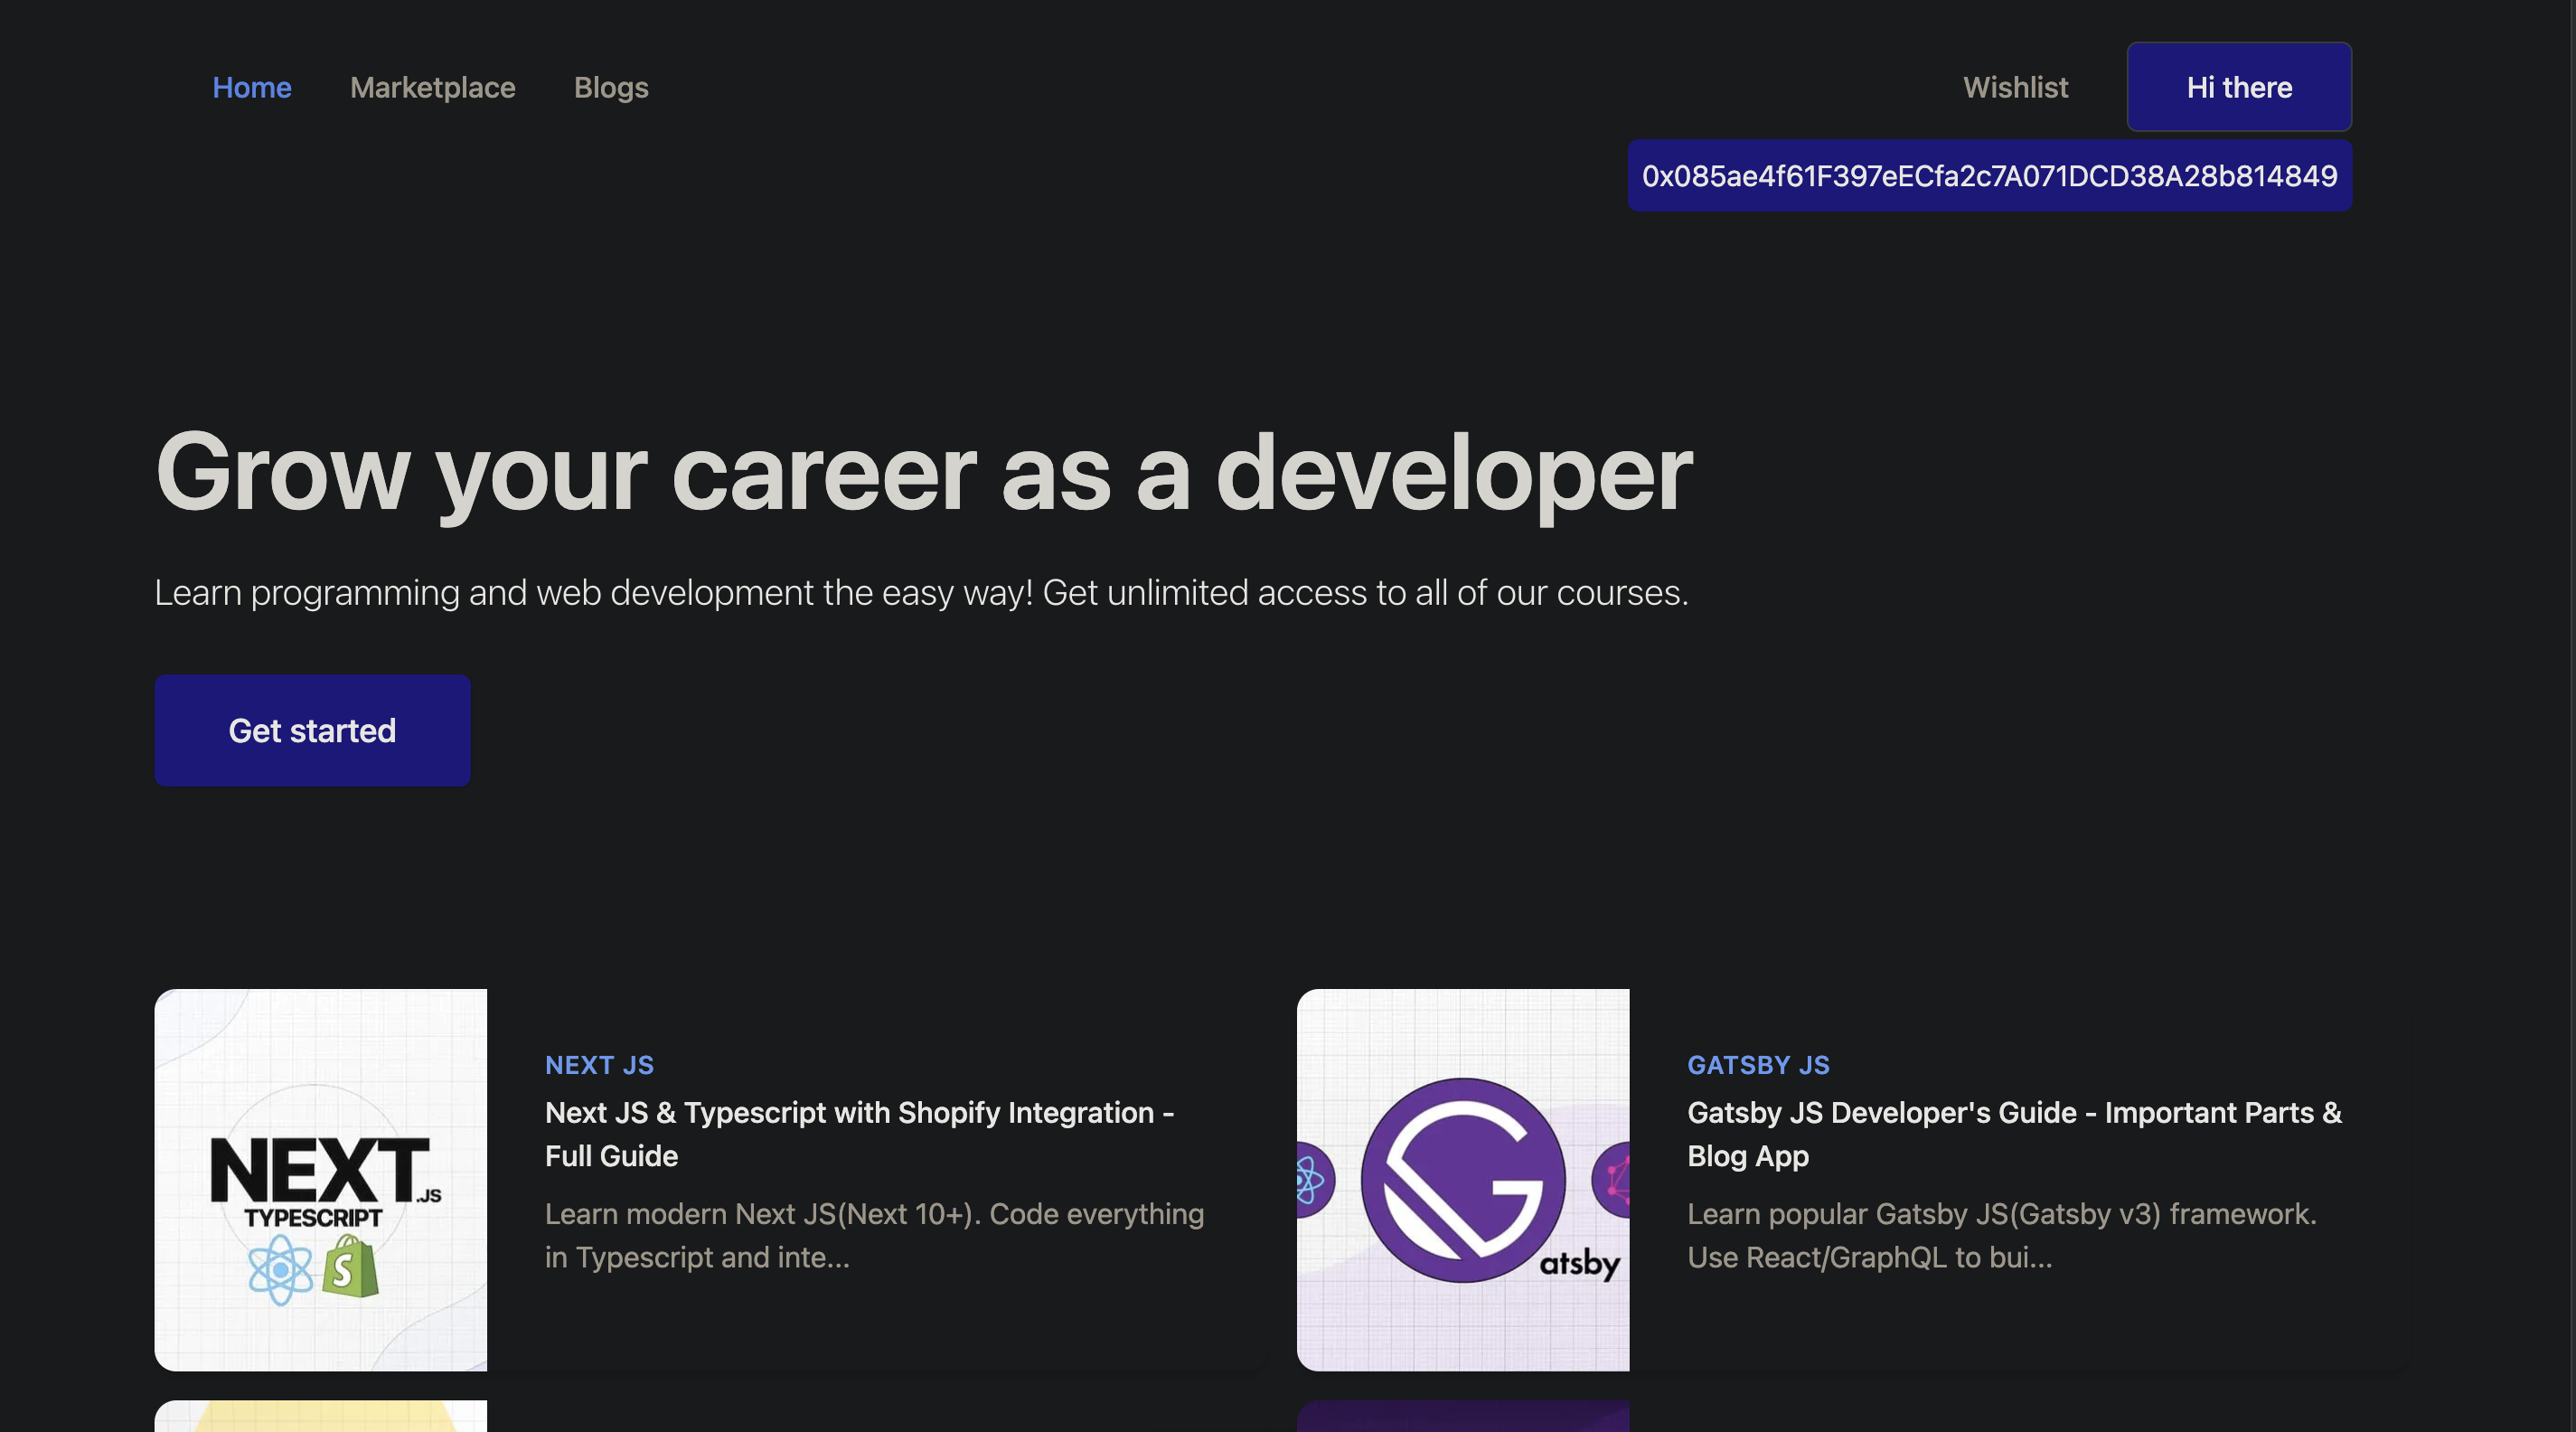 Home Marketplace Blogs Wishlist Hi there
0x085ae4f61F397eECfa2c7A071DCD38A28b814849
Grow your career as a developer
Learn programming and web development the easy way! Get unlimited access to all of our courses.
Get started
NEXT.JS
TYPESCRIPT
S
NEXT JS
Next JS & Typescript with Shopify Integration -
Full Guide
Learn modern Next JS(Next 10+). Code everything
in Typescript and inte...
atsby
GATSBY JS
Gatsby JS Developer's Guide - Important Parts &
Blog App
Learn popular Gatsby JS(Gatsby v3) framework.
Use React/GraphQL to bui...